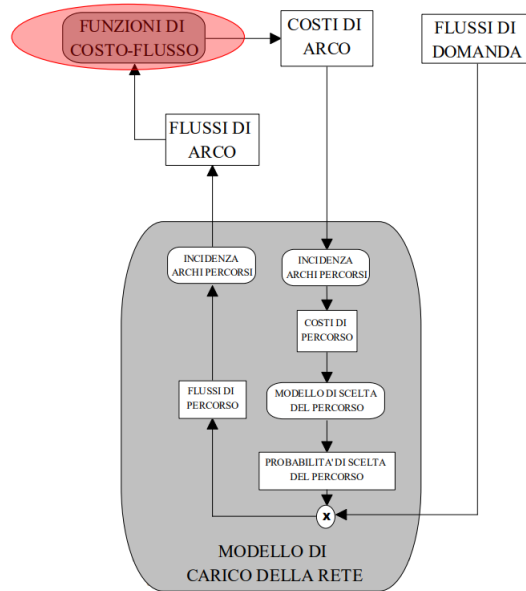 FUNZIONI DI
COSTO-FLUSSO
COSTI DI
ARCO
FLUSSI DI
DOMANDA
FLUSSI DI
ARCO
INCIDENZA
ARCHI PERCORSI
INCIDENZA
ARCHI PERCORSI
COSTI DI
PERCORSO
FLUSSI DI
PERCORSO
MODELLO DI SCELTA
DEL PERCORSO
PROBABILITA' DI SCELTA
DEL PERCORSO
x
MODELLO DI
CARICO DELLA RETE